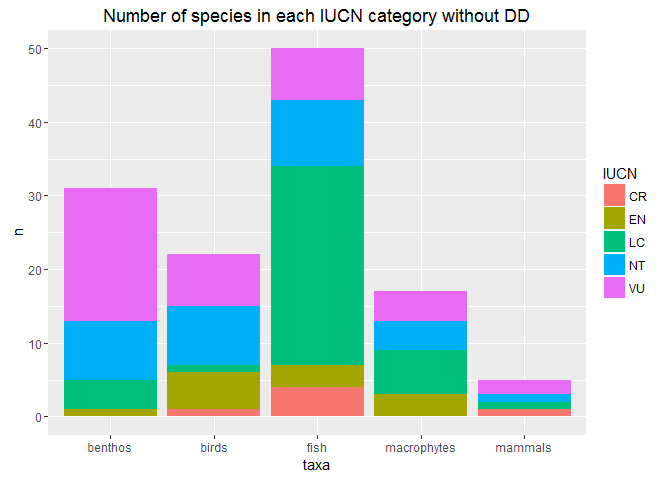 Number of species in each IUCN category without DD
50
40
30
20
10
0
n
benthos birds fish macrophytes mammals
taxa
IUCN
CR
EN
LC
NT
VU